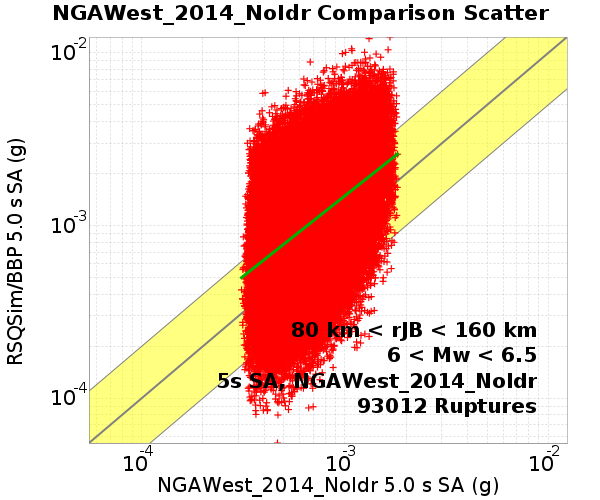 NGAWest_2014_NoIdr Comparison Scatter
RSQSim/BBP 5.0 s SA (g)
10-2
10-3
10-4
80 km < rJB < 160 km
6 < Mw < 6.5
5s SA, NGAWest_2014_NoIdr
93012 Ruptures
10-4 10-3 10-2
NGAWest_2014_NoIdr 5.0 s SA (g)